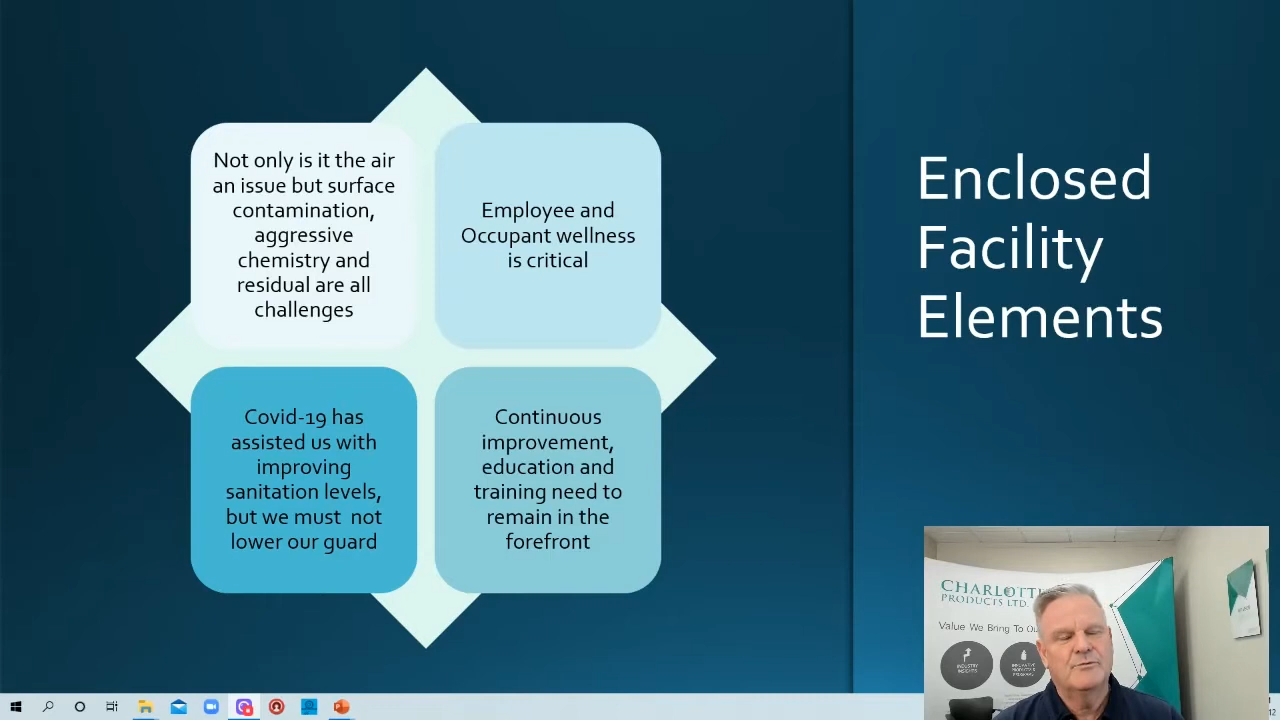 Not only is it the air
an issue but surface
contamination,
aggressive
chemistry and
residual are all
challenges
Employee and
Occupant wellness
is critical
Covid-19 has
assisted us with
improving
sanitation levels,
but we must  not
lower our guard
Continuous
improvement,
education and
training need to
remain in the
forefront
Enclosed
Facility
Elements
PRODUCTS LTD.
Value We Bring To
INDUSTRY
INSIGHTS